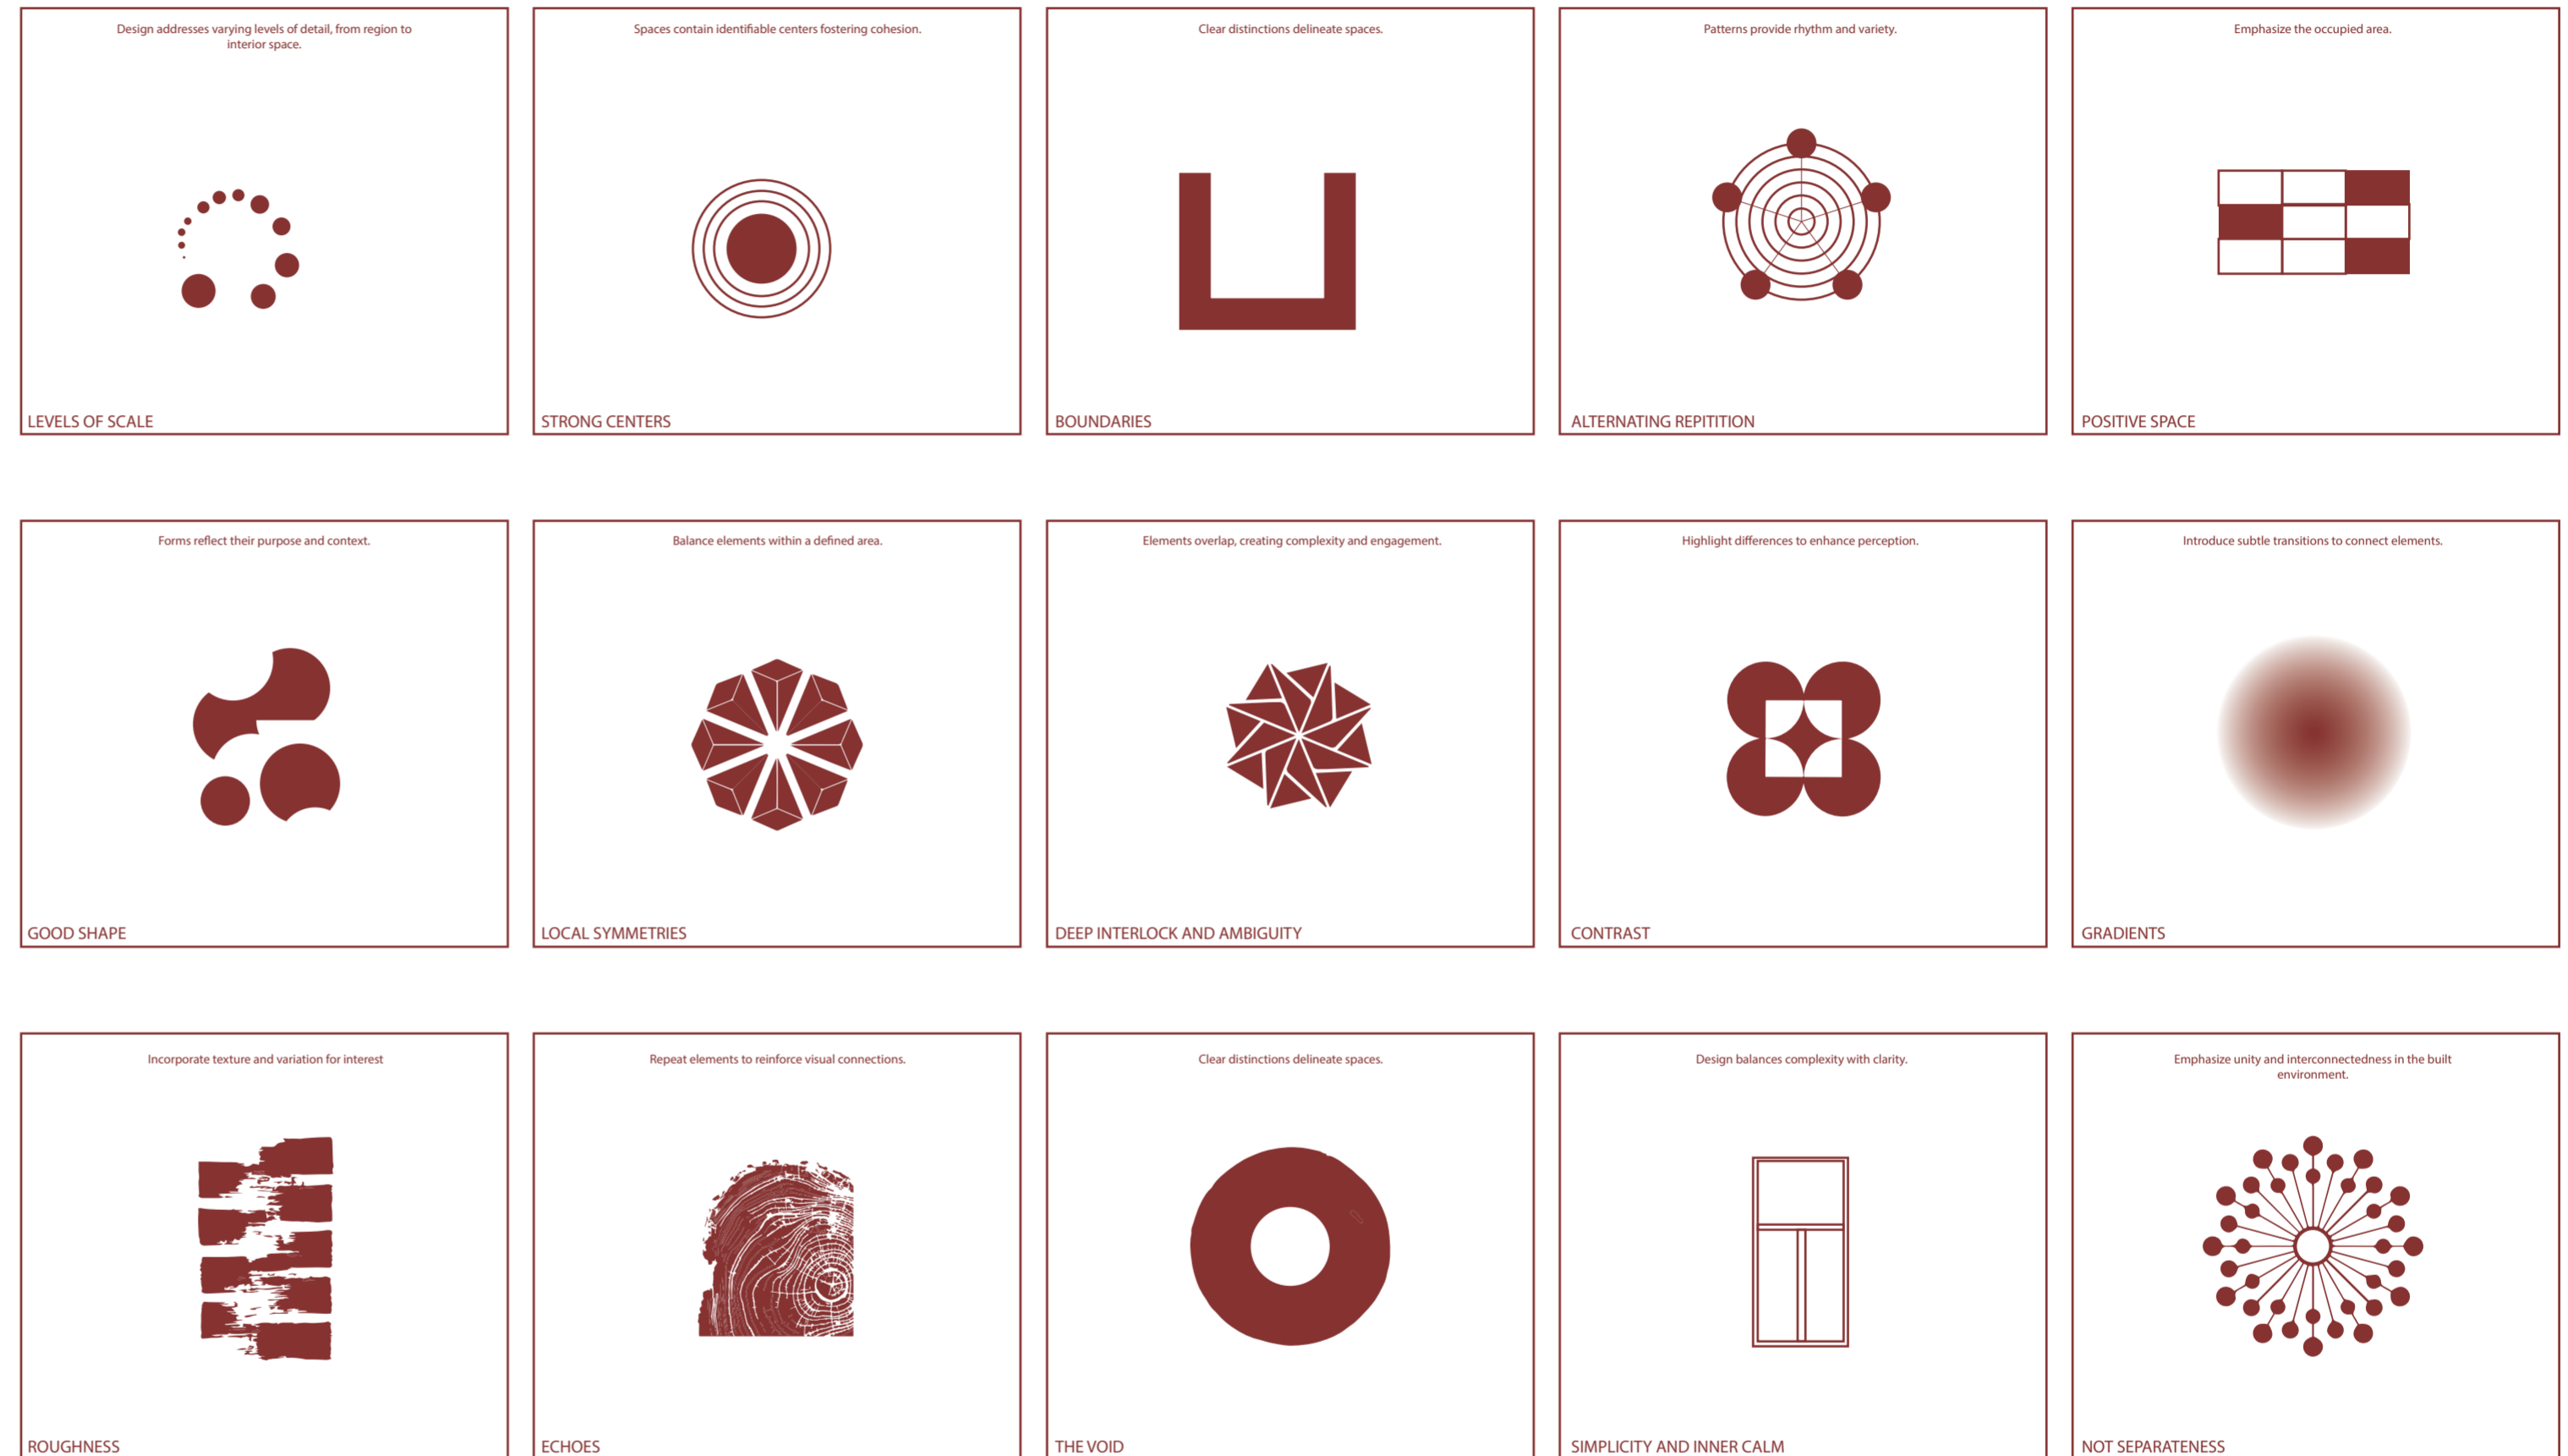 Design addresses varying levels of detail, from region to
interior space.
LEVELS OF SCALE
Spaces contain identifiable centers fostering cohesion.
STRONG CENTERS
Clear distinctions delineate spaces.
BOUNDARIES
Patterns provide rhythm and variety.
ALTERNATING REPITITION
Emphasize the occupied area.
POSITIVE SPACE
Forms reflect their purpose and context.
GOOD SHAPE
Balance elements within a defined area.
LOCAL SYMMETRIES
Elements overlap, creating complexity and engagement.
DEEP INTERLOCK AND AMBIGUITY
Highlight differences to enhance perception.
CONTRAST
Introduce subtle transitions to connect elements.
GRADIENTS
Incorporate texture and variation for interest
ROUGHNESS
Repeat elements to reinforce visual connections.
ECHOES
Clear distinctions delineate spaces.
THE VOID
Design balances complexity with clarity.
SIMPLICITY AND INNER CALM
Emphasize unity and interconnectedness in the built
environment.
NOT SEPARATENESS